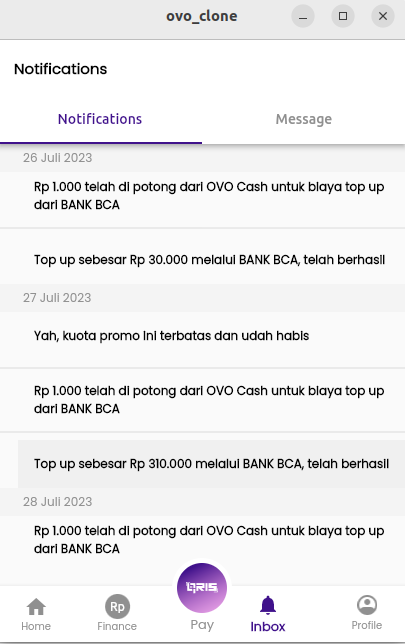 ovo_clone
Notifications
Notifications
Message
26 Juli 2023
Rp 1.000 telah di potong dari OVO Cash untuk biaya top up
dari BANK BCA
Top up sebesar Rp 30.000 melalui BANK BCA, telah berhasil
27 Juli 2023
Yah, kuota promo ini terbatas dan udah habis
Rp 1.000 telah di potong dari OVO Cash untuk biaya top up
dari BANK BCA
Top up sebesar Rp 310.000 melalui BANK BCA, telah berhasil
28 Juli 2023
Rp 1.000 telah di potong dari OVO Cash untuk biaya top up
dari BANK BCA
Home
Rp
Finance
QRIS
Pay
Inbox
Profile